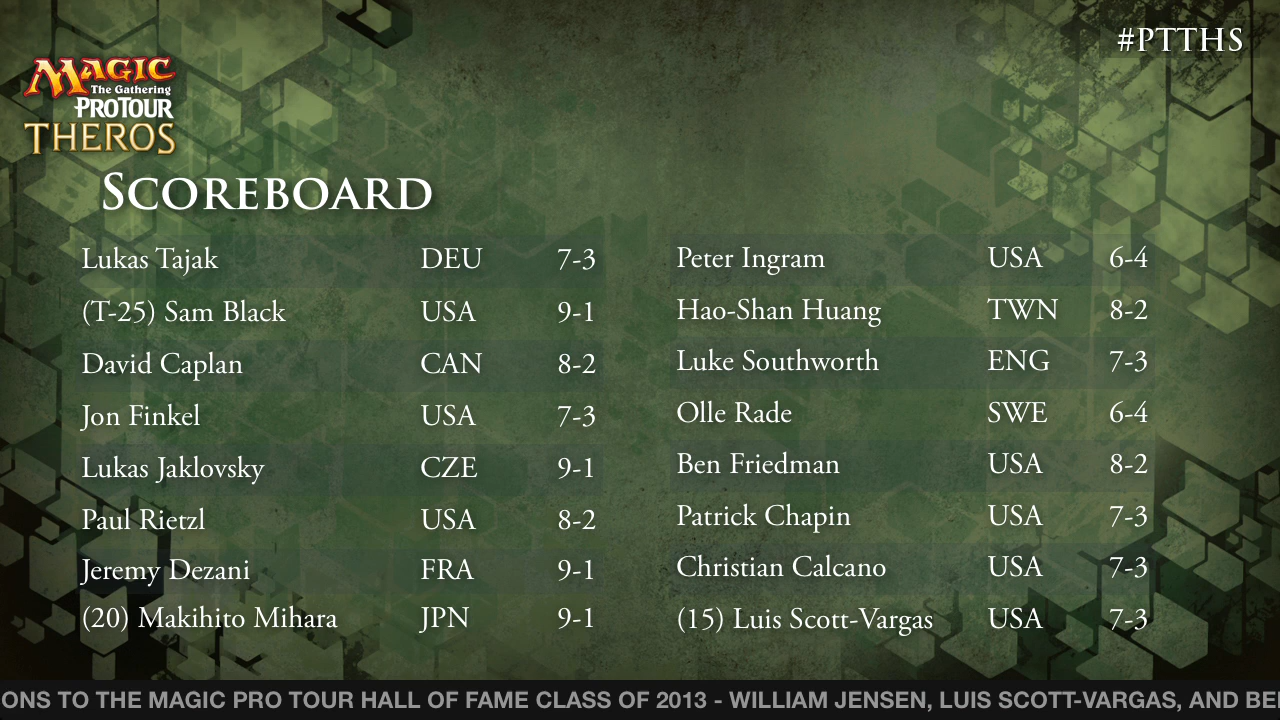 #PTTHS
MAGIC
The Gathering
PRO TOUR
THEROS
SCOREBOARD
Lukas Tajak DEU 7-3
(T-25) Sam Black USA 9-1
David Caplan CAN 8-2
Jon Finkel USA 7-3
Lukas Jaklovsky CZE 9-1
Paul Rietzl USA 8-2
Jeremy Dezani FRA 9-1
(20) Makihito Mihara JPN 9-1
Peter Ingram USA 6-4
Hao-Shan Huang TWN 8-2
Luke Southworth ENG 7-3
Olle Rade SWE 6-4
Ben Friedman USA 8-2
Patrick Chapin USA 7-3
Christian Calcano USA 7-3
(15) Luis Scott-Vargas USA 7-3
ONS TO THE MAGIC PRO TOUR HALL OF FAME CLASS OF 2013 - WILLIAM JENSEN, LUIS SCOTT-VARGAS, AND BE